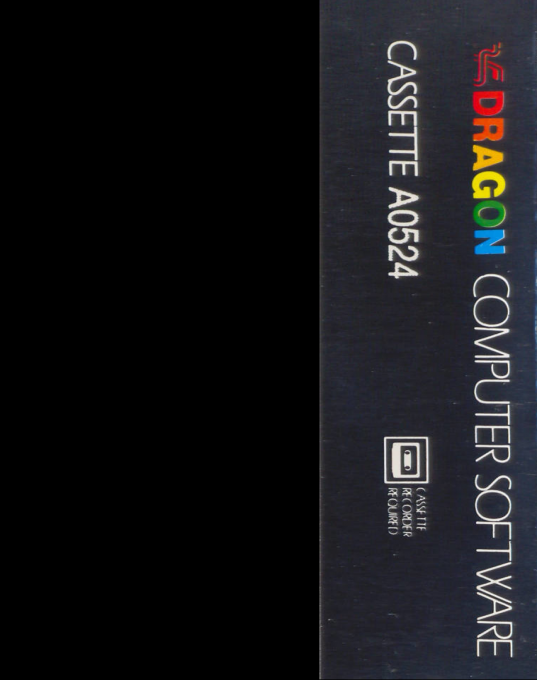 DRAGON COMPUTER SOFTWARE
CASSETTE A0524
CASSETTE
RECORDER
REQUIRED